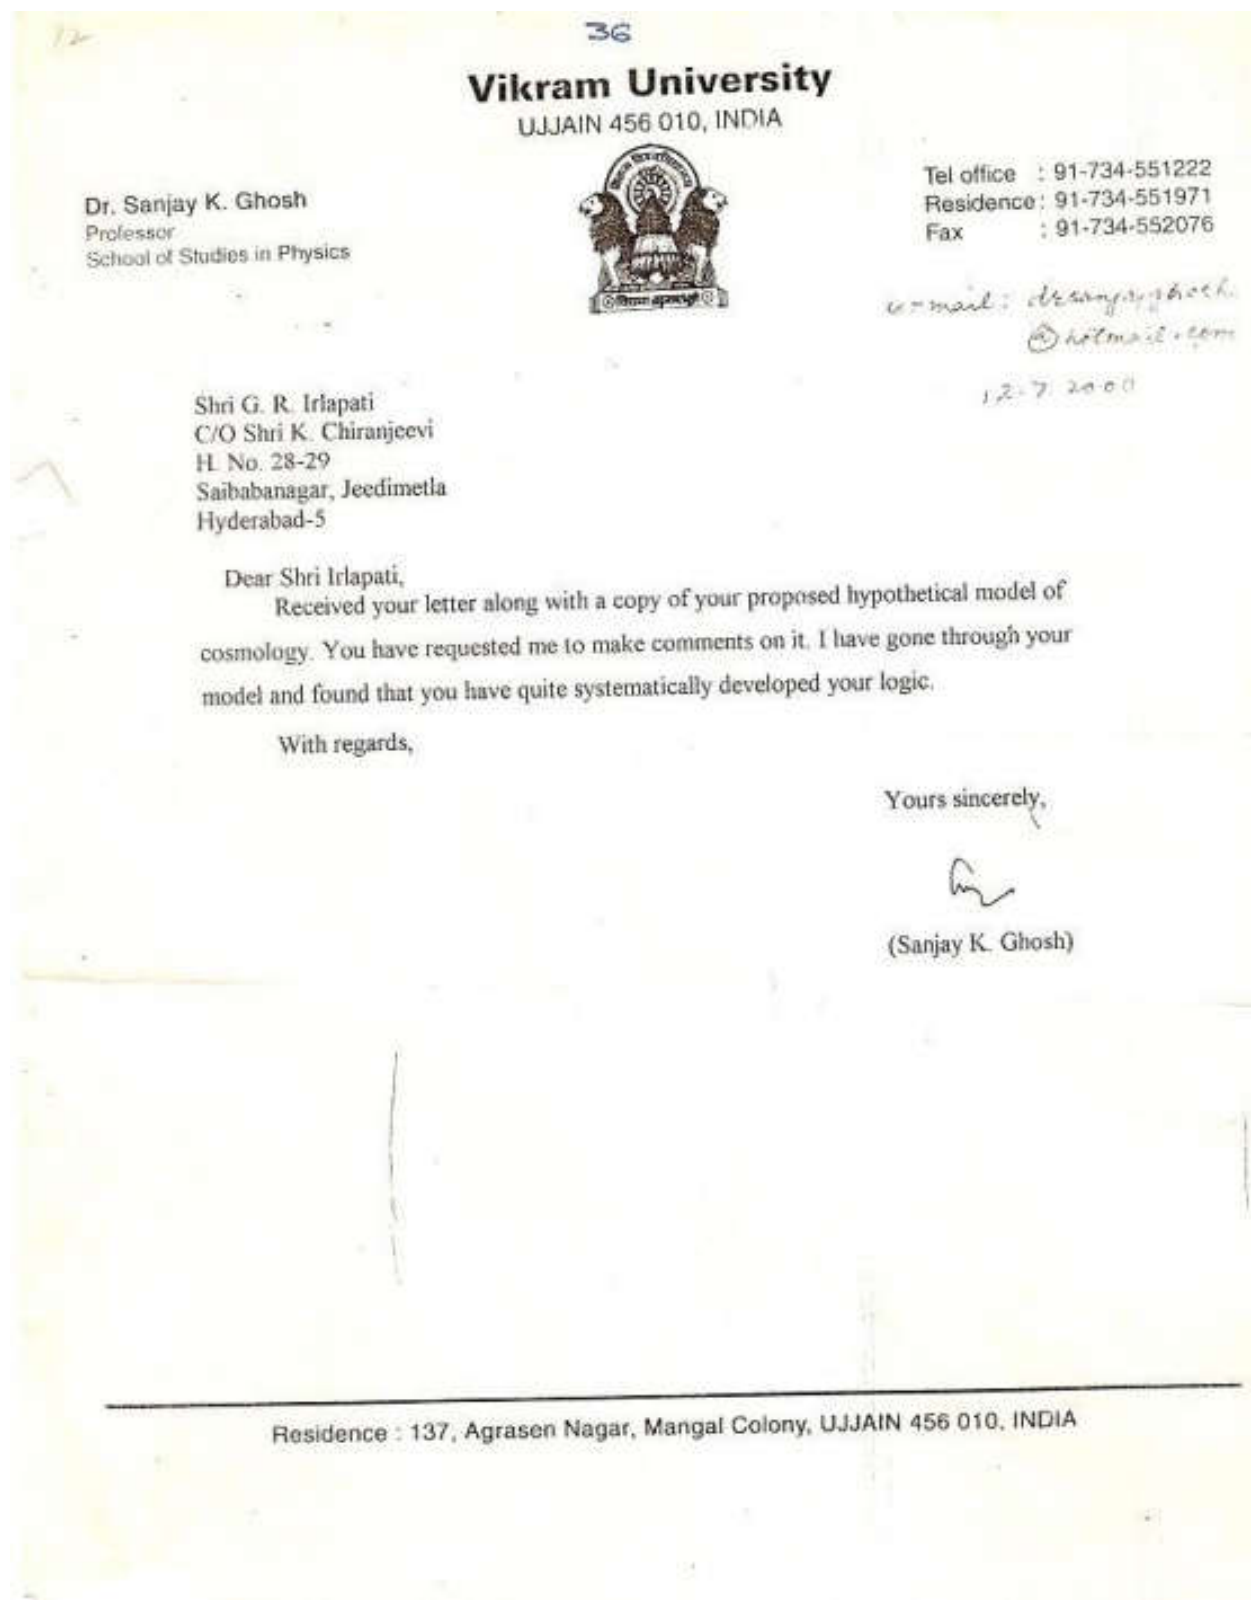 12
36
Vikram University
UJJAIN 456 010, INDIA
Dr. Sanjay K. Ghosh
Professor
School of Studies in Physics
Tel office : 91-734-551222
Residence : 91-734-551971
Fax : 91-734-552076
e-mail: drsanjayghosh
@hotmail.com
12.7.2000
Shri G. R. Irlapati
C/O Shri K. Chiranjeevi
H. No. 28-29
Saibabanagar, Jeedimetla
Hyderabad-5
Dear Shri Irlapati,
Received your letter along with a copy of your proposed hypothetical model of
cosmology. You have requested me to make comments on it. I have gone through your
model and found that you have quite systematically developed your logic.
With regards,
Yours sincerely,
(Sanjay K. Ghosh)
Residence : 137, Agrasen Nagar, Mangal Colony, UJJAIN 456 010, INDIA